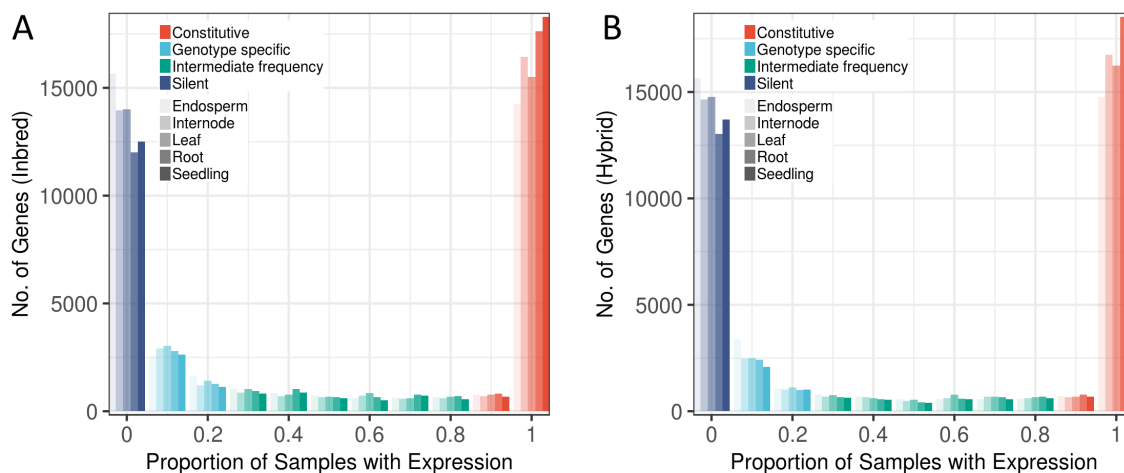 A
No. of Genes (Inbred)
15000
10000
5000
0
Constitutive
Genotype specific
Intermediate frequency
Silent
Endosperm
Internode
Leaf
Root
Seedling
0 0.2 0.4 0.6 0.8 1
Proportion of Samples with Expression
B
No. of Genes (Hybrid)
15000
10000
5000
0
Constitutive
Genotype specific
Intermediate frequency
Silent
Endosperm
Internode
Leaf
Root
Seedling
0 0.2 0.4 0.6 0.8 1
Proportion of Samples with Expression